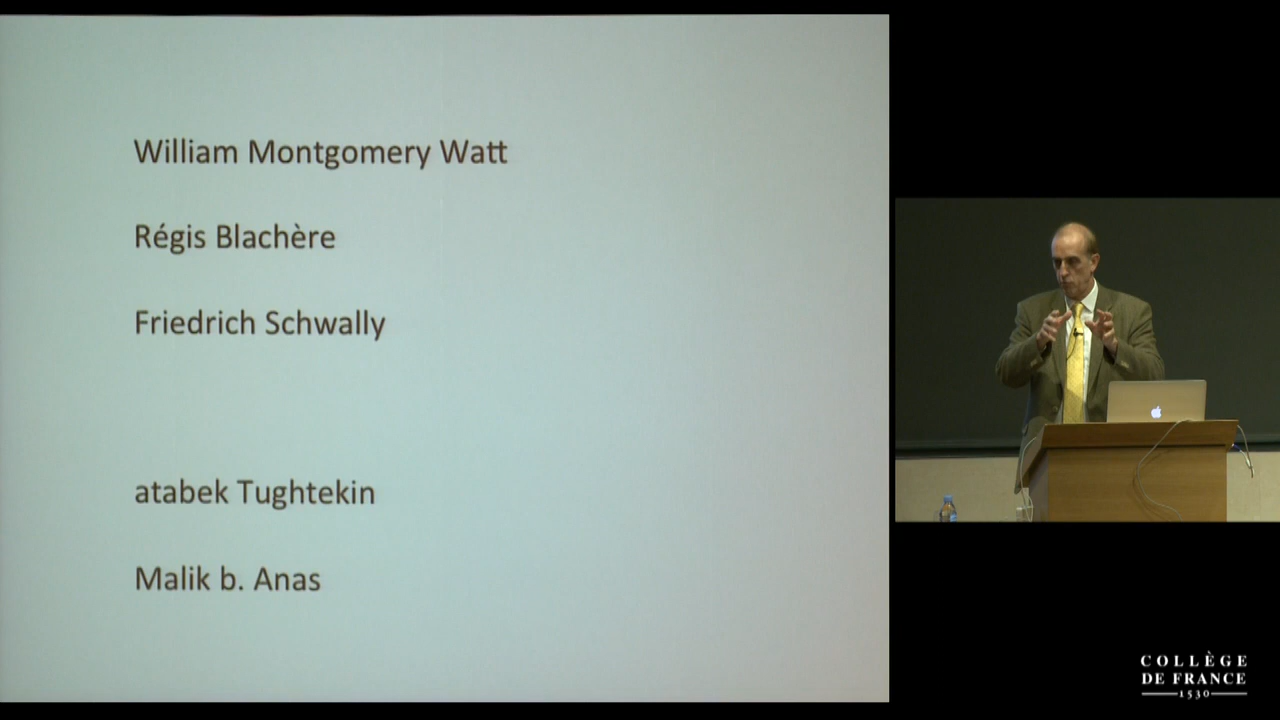 William Montgomery Watt
Régis Blachère
Friedrich Schwally
atabek Tughtekin
Malik b. Anas
COLLÈGE
DE FRANCE
1530